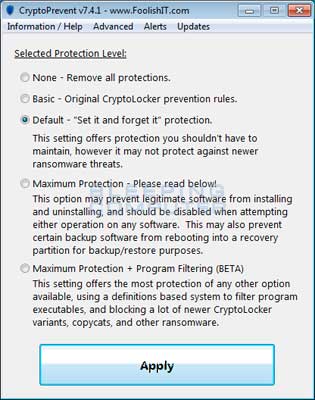 CryptoPrevent v7.4.1 - www.FoolishIT.com
Information / Help Advanced Alerts Updates
Selected Protection Level:
None - Remove all protections.
Basic - Original CryptoLocker prevention rules.
Default - "Set it and forget it" protection.
This setting offers protection you shouldn't have to
maintain, however it may not protect against newer
ransomware threats.
Maximum Protection - Please read below!
This option may prevent legitimate software from installing
and uninstalling, and should be disabled when attempting
either operation on any software. This may also prevent
certain backup software from rebooting into a recovery
partition for backup/restore purposes.
Maximum Protection + Program Filtering (BETA)
This setting offers the most protection of any other option
available, using a definitions based system to filter program
executables, and blocking a lot of newer CryptoLocker
variants, copycats, and other ransomware.
Apply